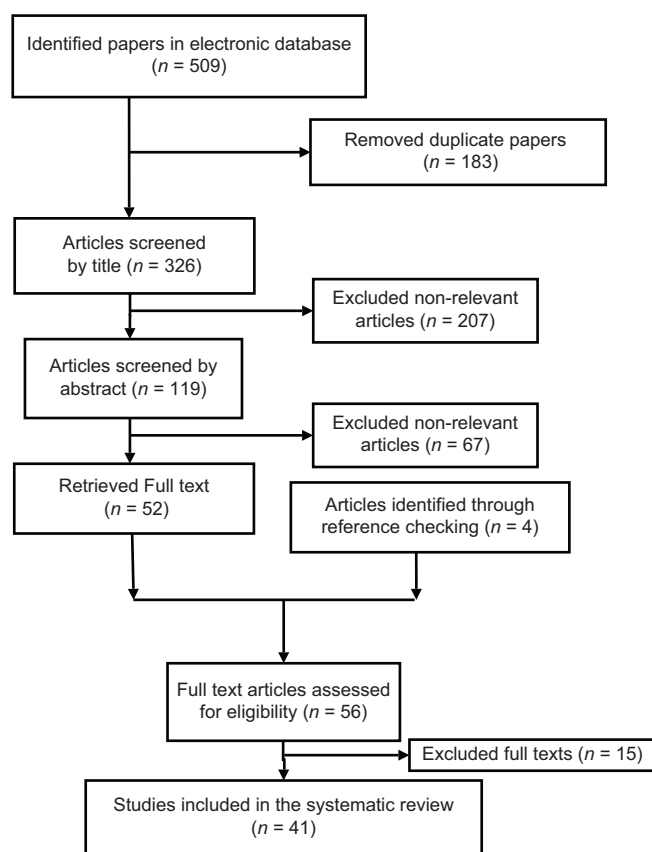 Identified papers in electronic database
(n = 509)
Removed duplicate papers
(n = 183)
Articles screened
by title (n = 326)
Excluded non-relevant
articles (n = 207)
Articles screened by
abstract (n = 119)
Excluded non-relevant
articles (n = 67)
Retrieved Full text
(n = 52)
Articles identified through
reference checking (n = 4)
Full text articles assessed
for eligibility (n = 56)
Excluded full texts (n = 15)
Studies included in the systematic review
(n = 41)